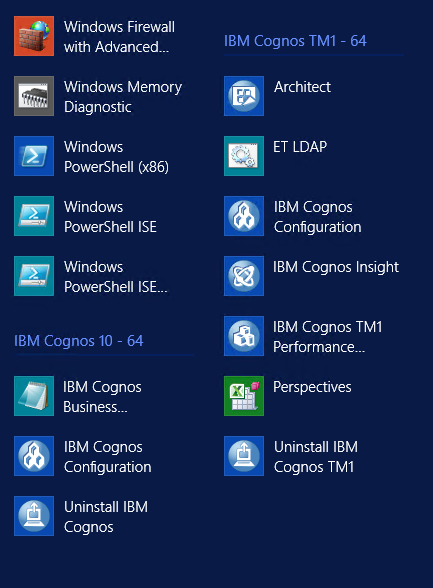 Windows Firewall
with Advanced...
Windows Memory
Diagnostic
Windows
PowerShell (x86)
Windows
PowerShell ISE
Windows
PowerShell ISE...
IBM Cognos 10 - 64
IBM Cognos
Business...
IBM Cognos
Configuration
Uninstall IBM
Cognos
IBM Cognos TM1 - 64
Architect
ET LDAP
IBM Cognos
Configuration
IBM Cognos Insight
IBM Cognos TM1
Performance...
Perspectives
Uninstall IBM
Cognos TM1